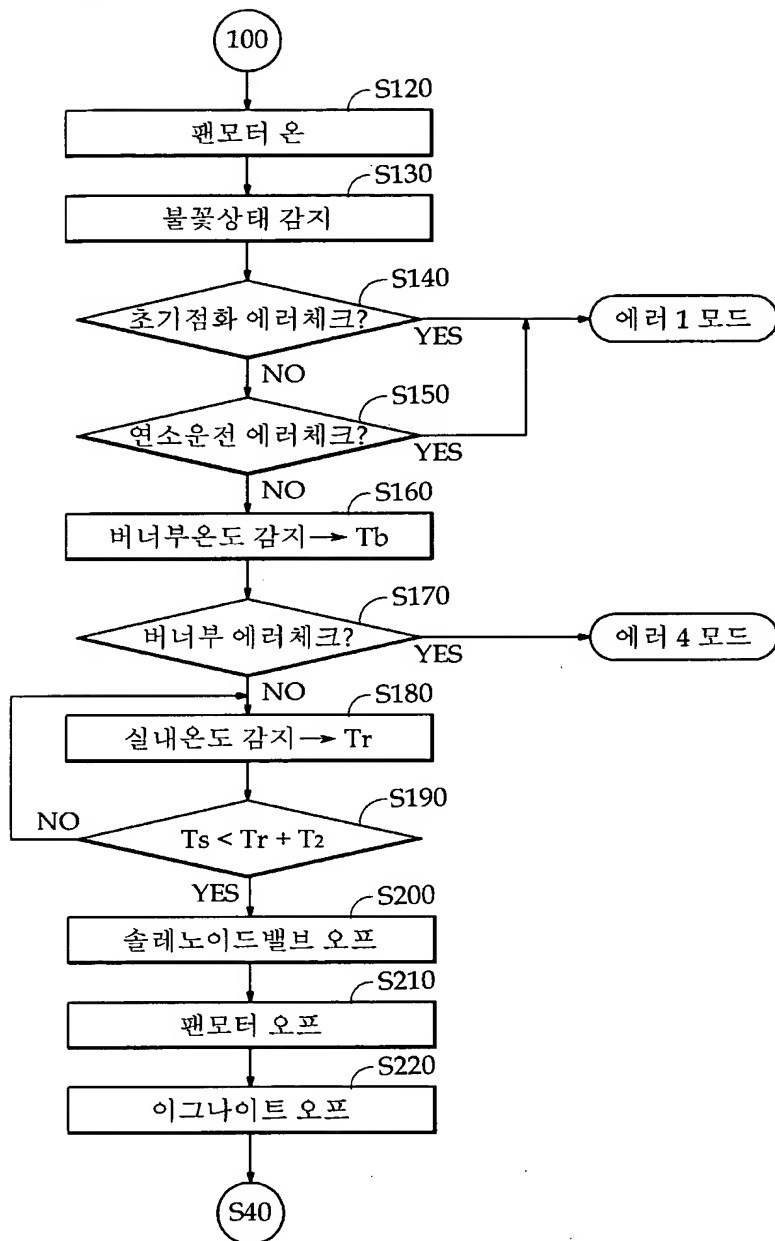 100
S120
팬모터 온
S130
불꽃상태 감지
S140
초기점화 에러체크?
YES
에러 1 모드
NO
S150
연소운전 에러체크?
YES
NO
S160
버너부온도 감지→ Tb
S170
버너부 에러체크?
YES
에러 4 모드
NO
S180
실내온도 감지→ Tr
S190
NO
Ts < Tr + T2
YES
S200
솔레노이드밸브 오프
S210
팬모터 오프
S220
이그나이트 오프
S40